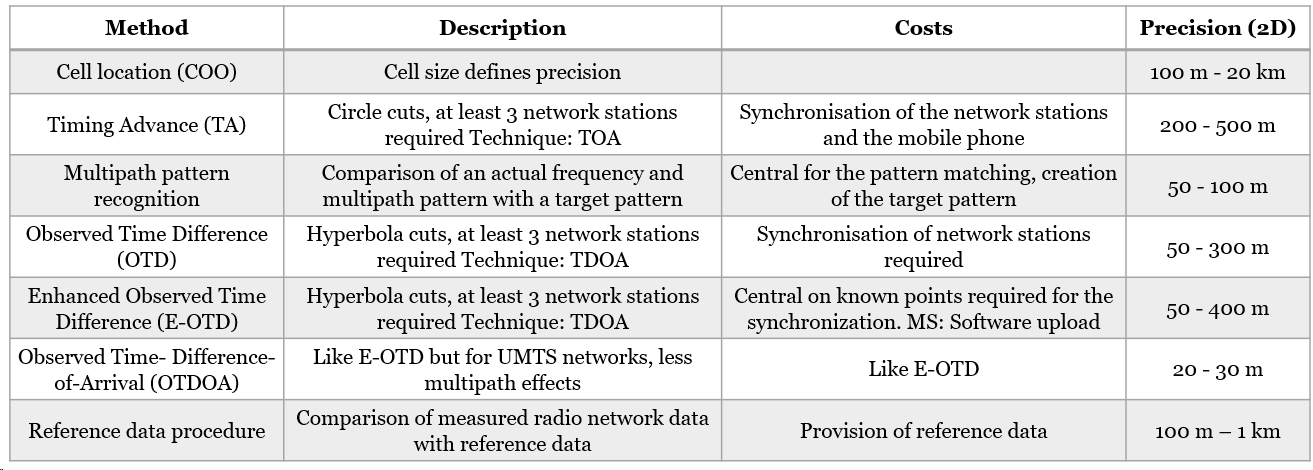 Method Description Costs Precision (2D)
Cell location (COO) Cell size defines precision 100 m - 20 km
Timing Advance (TA) Circle cuts, at least 3 network stations
required Technique: TOA Synchronisation of the network stations
and the mobile phone 200 - 500 m
Multipath pattern
recognition Comparison of an actual frequency and
multipath pattern with a target pattern Central for the pattern matching, creation
of the target pattern 50 - 100 m
Observed Time Difference
(OTD) Hyperbola cuts, at least 3 network stations
required Technique: TDOA Synchronisation of network stations
required 50 - 300 m
Enhanced Observed Time
Difference (E-OTD) Hyperbola cuts, at least 3 network stations
required Technique: TDOA Central on known points required for the
synchronization. MS: Software upload 50 - 400 m
Observed Time- Difference-
of-Arrival (OTDOA) Like E-OTD but for UMTS networks, less
multipath effects Like E-OTD 20 - 30 m
Reference data procedure Comparison of measured radio network data
with reference data Provision of reference data 100 m – 1 km